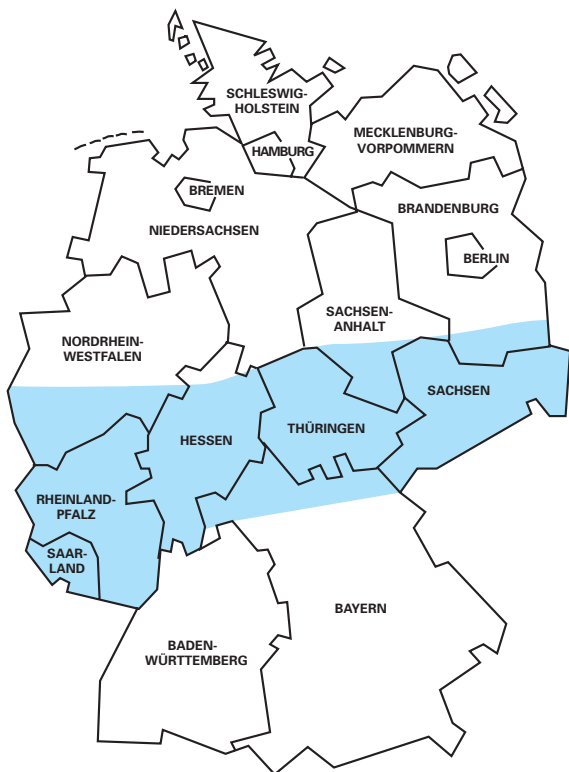 SCHLESWIG-
HOLSTEIN
MECKLENBURG-
VORPOMMERN
HAMBURG
BREMEN
BRANDENBURG
NIEDERSACHSEN
BERLIN
SACHSEN-
ANHALT
NORDRHEIN-
WESTFALEN
SACHSEN
THÜRINGEN
HESSEN
RHEINLAND-
PFALZ
SAAR-
LAND
BAYERN
BADEN-
WÜRTTEMBERG